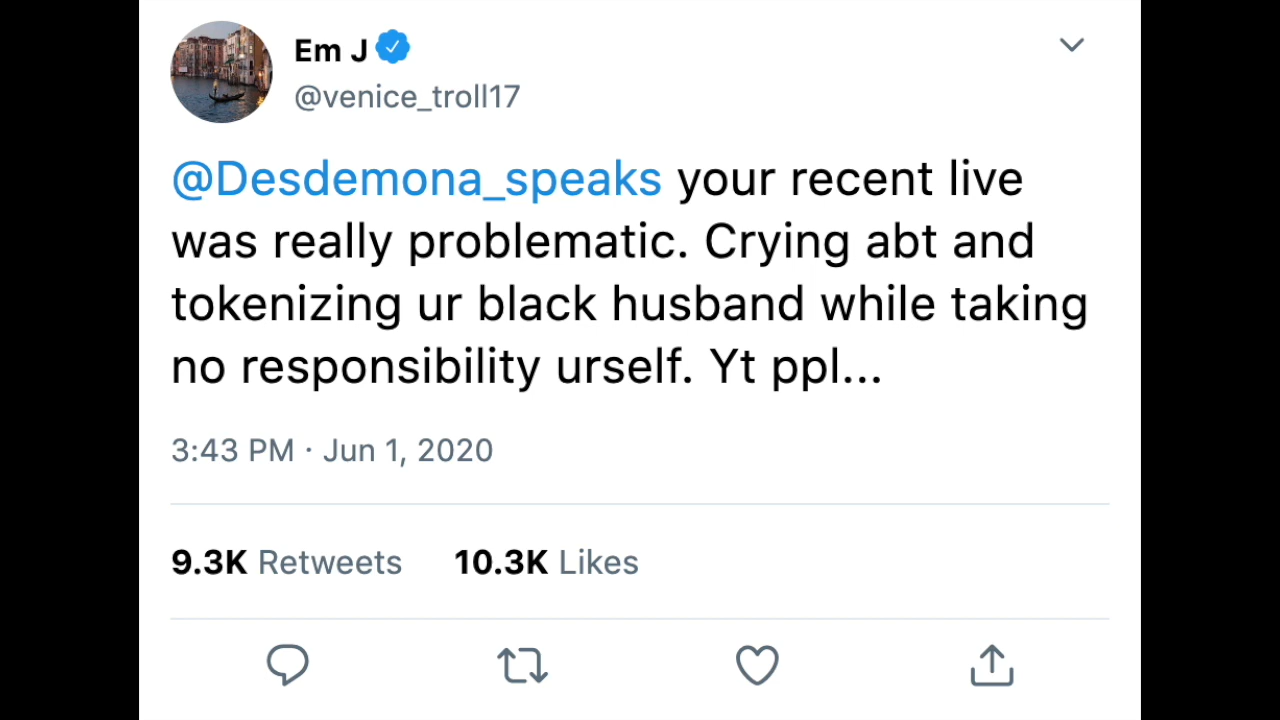 Em J
@venice_troll17
@Desdemona_speaks your recent live
was really problematic. Crying abt and
tokenizing ur black husband while taking
no responsibility urself. Yt ppl...
3:43 PM · Jun 1, 2020
9.3K Retweets 10.3K Likes